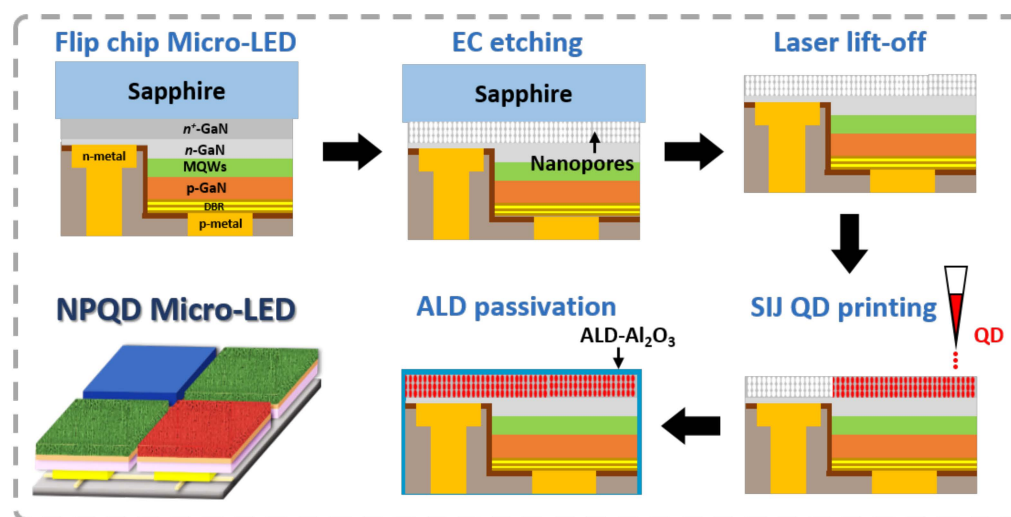 Flip chip Micro-LED
Sapphire
n⁺-GaN
n-GaN
n-metal
MQWs
p-GaN
DBR
p-metal
EC etching
Sapphire
Nanopores
Laser lift-off
SIJ QD printing
QD
ALD passivation
ALD-Al₂O₃
NPQD Micro-LED